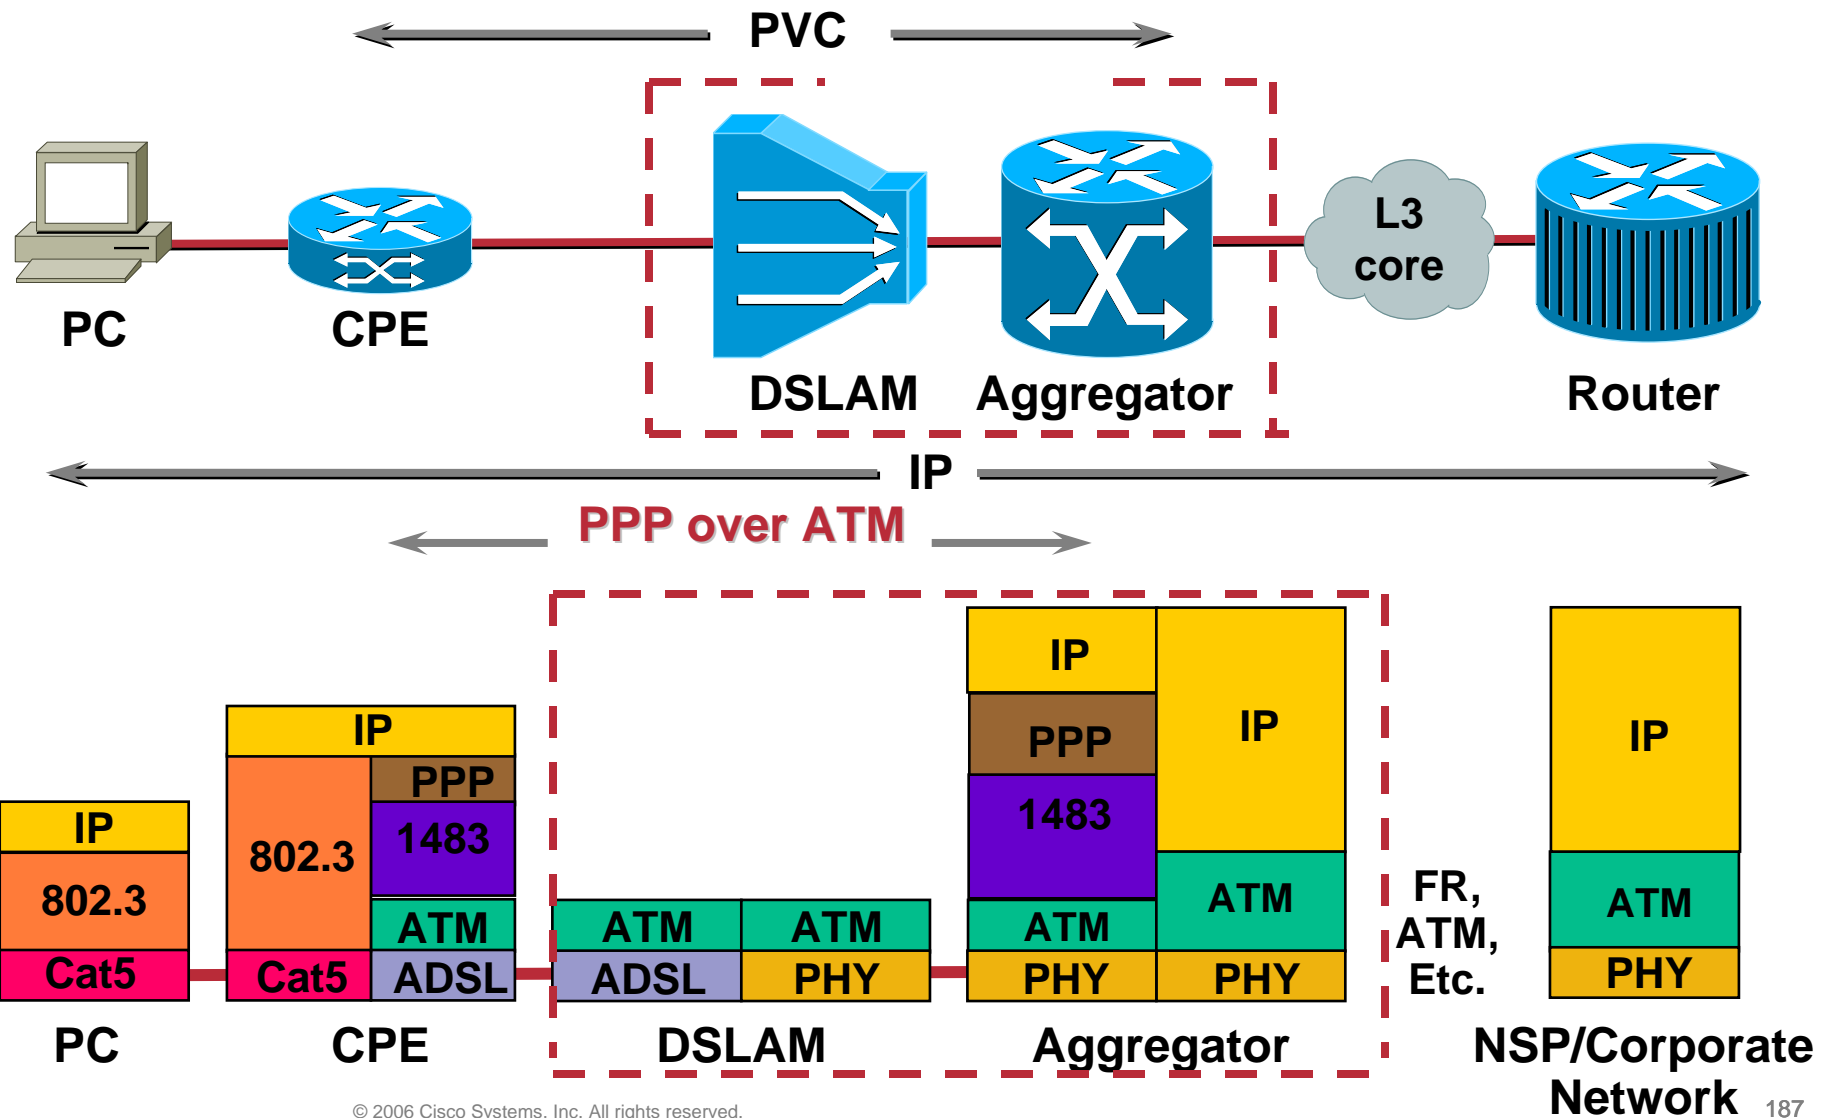 PVC
L3
core
PC
CPE
DSLAM
Aggregator
Router
IP
PPP over ATM
IP
802.3
Cat5
IP
802.3
PPP
1483
ATM
Cat5
ADSL
ATM
ATM
ADSL
PHY
IP
PPP
1483
ATM
PHY
IP
ATM
PHY
FR,
ATM,
Etc.
IP
ATM
PHY
PC
CPE
DSLAM
Aggregator
NSP/Corporate
Network
© 2006 Cisco Systems, Inc. All rights reserved.
187